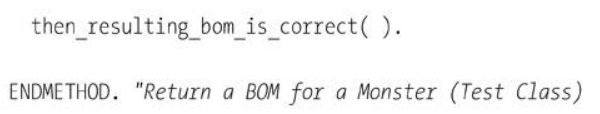 then_resulting_bom_is_correct( ).
ENDMETHOD. "Return a BOM for a Monster (Test Class)